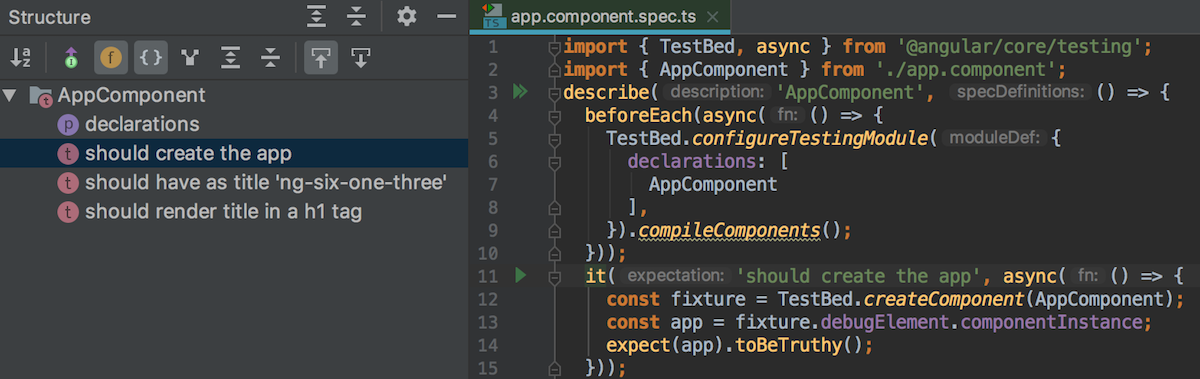 Structure
AppComponent
p declarations
t should create the app
t should have as title 'ng-six-one-three'
t should render title in a h1 tag
TS app.component.spec.ts
1 import { TestBed, async } from '@angular/core/testing';
2 import { AppComponent } from './app.component';
3 describe( description: 'AppComponent', specDefinitions: () => {
4 beforeEach(async( fn: () => {
5 TestBed.configureTestingModule( moduleDef: {
6 declarations: [
7 AppComponent
8 ],
9 }).compileComponents();
10 }));
11 it( expectation: 'should create the app', async( fn: () => {
12 const fixture = TestBed.createComponent(AppComponent);
13 const app = fixture.debugElement.componentInstance;
14 expect(app).toBeTruthy();
15 }));